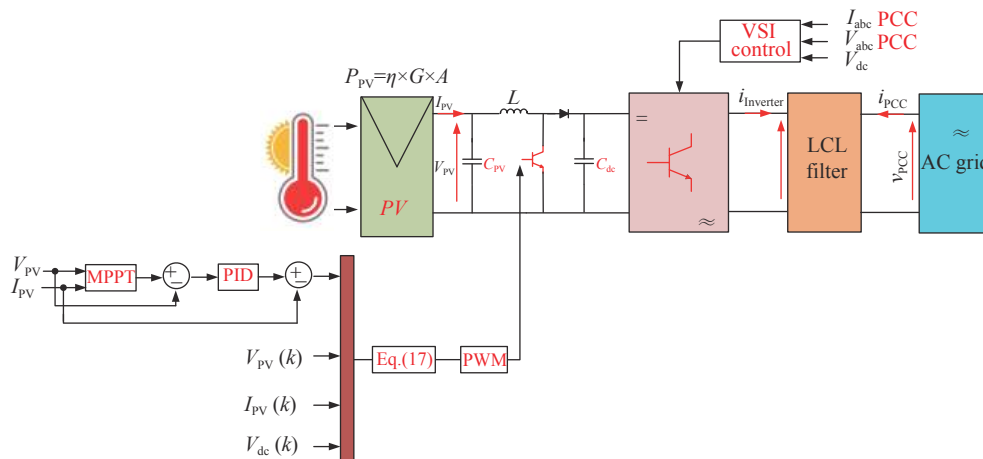 I_abc PCC
V_abc PCC
V_dc
VSI control
P_PV=η×G×A
I_PV
L
V_PV
C_PV
C_dc
PV
=
≈
i_Inverter
LCL filter
i_PCC
v_PCC
≈
AC grid
V_PV
I_PV
MPPT
+
−
PID
+
−
V_PV (k)
Eq.(17)
PWM
I_PV (k)
V_dc (k)